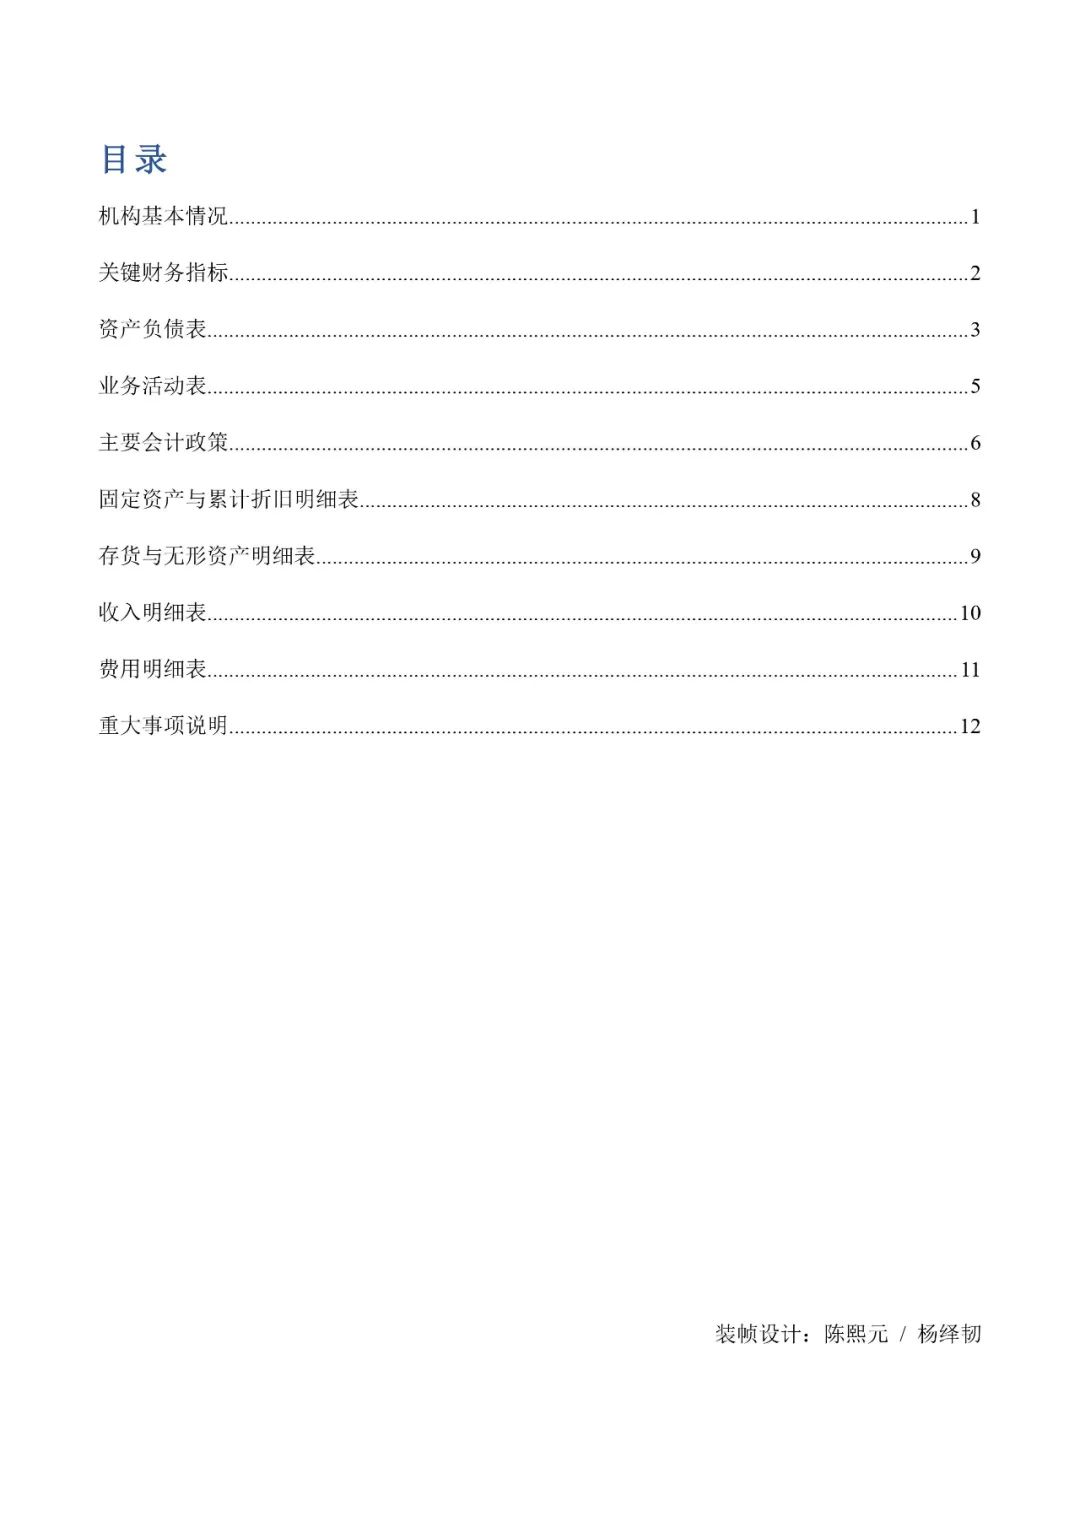 目录
机构基本情况........................................1
关键财务指标........................................2
资产负债表........................................3
业务活动表........................................5
主要会计政策........................................6
固定资产与累计折旧明细表........................................8
存货与无形资产明细表........................................9
收入明细表........................................10
费用明细表........................................11
重大事项说明........................................12
装帧设计：陈熙元 / 杨绎韧